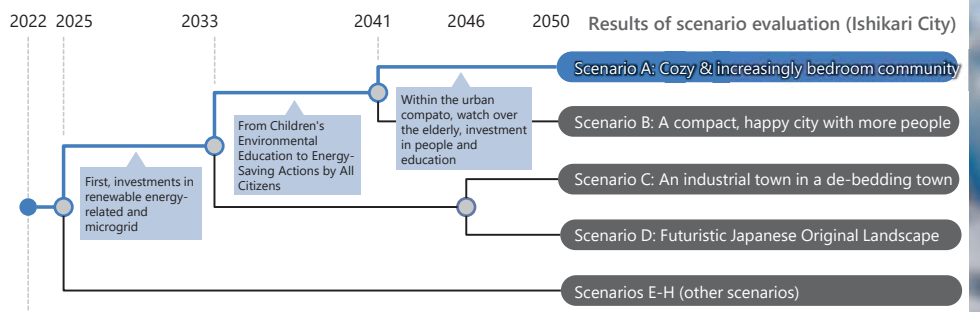 2022 2025 2033 2041 2046 2050 Results of scenario evaluation (Ishikari City)
Scenario A: Cozy & increasingly bedroom community
Within the urban
compato, watch over
the elderly, investment
in people and
education
Scenario B: A compact, happy city with more people
From Children's
Environmental
Education to Energy-
Saving Actions by All
Citizens
First, investments in
renewable energy-
related and
microgrid
Scenario C: An industrial town in a de-bedding town
Scenario D: Futuristic Japanese Original Landscape
Scenarios E-H (other scenarios)